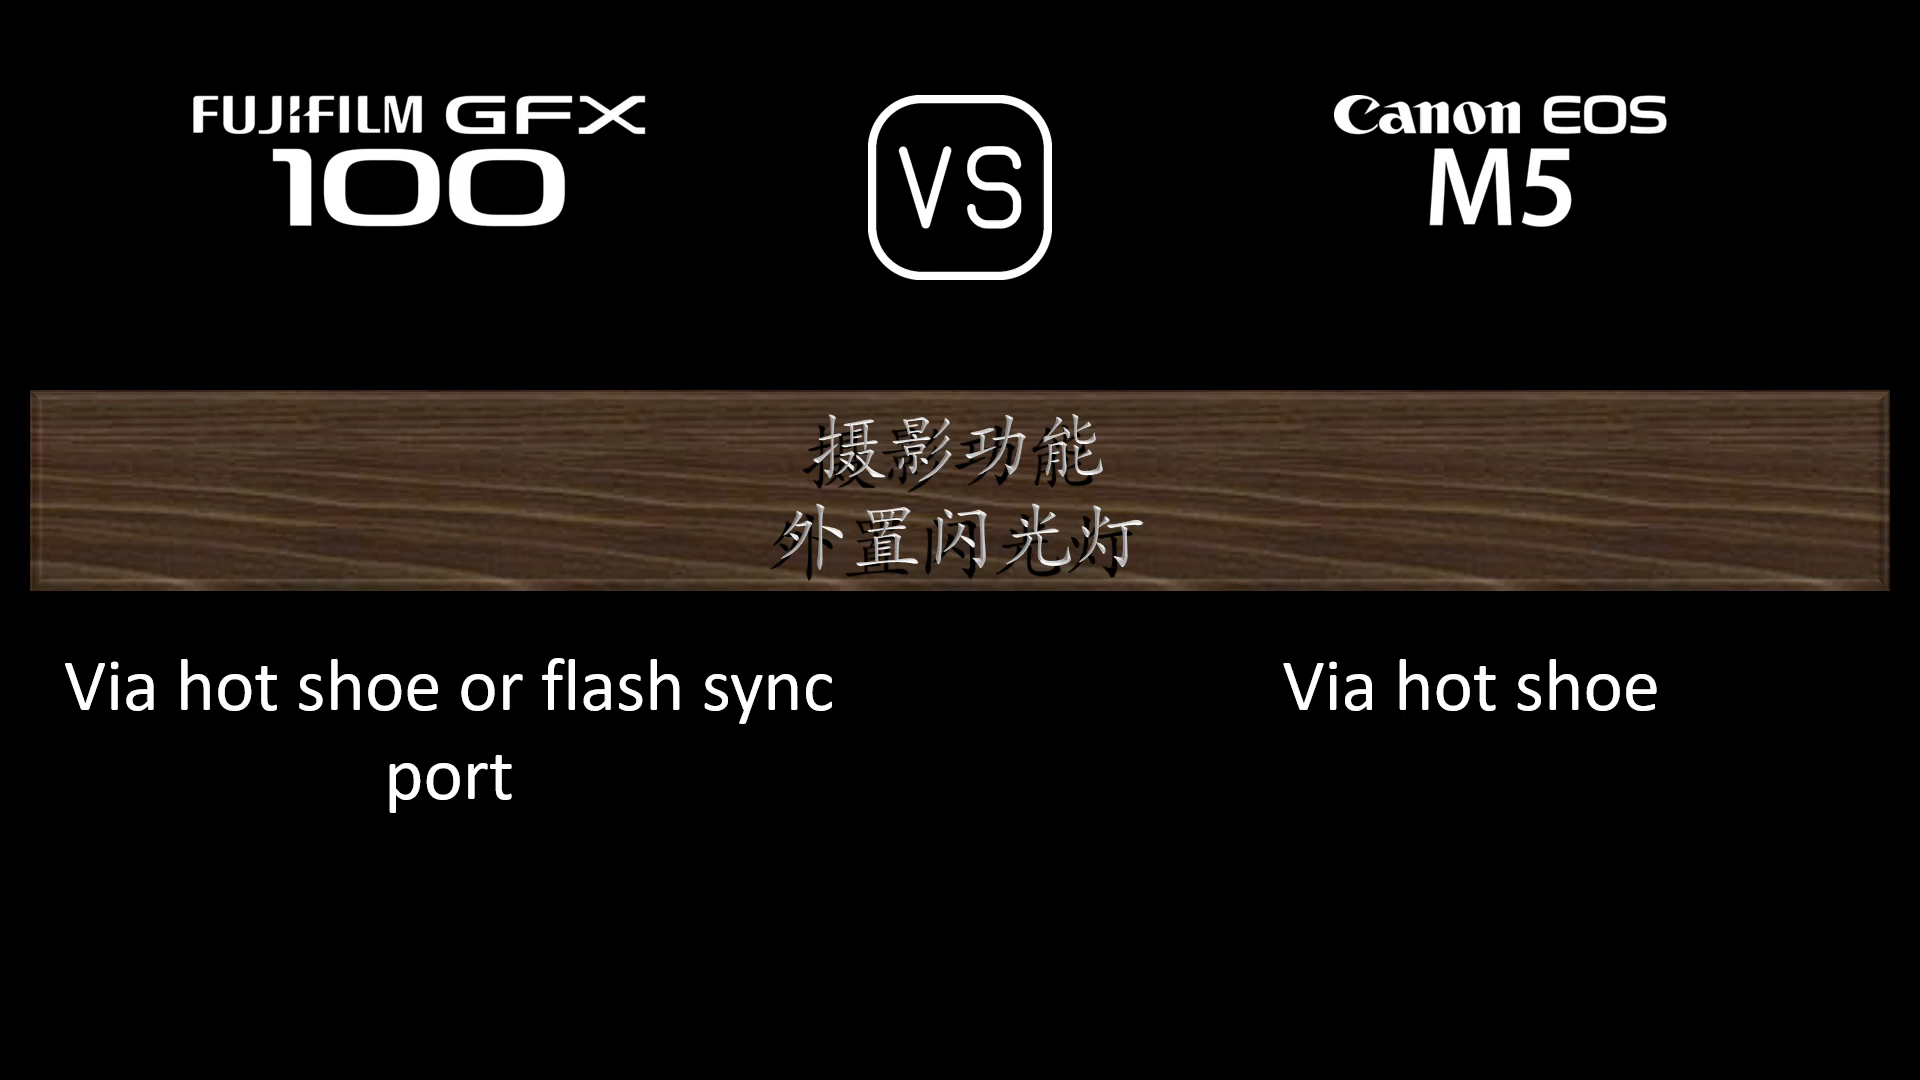 FUJIFILM GFX
100
VS
Canon EOS
M5
摄影功能
外置闪光灯
Via hot shoe or flash sync
port
Via hot shoe